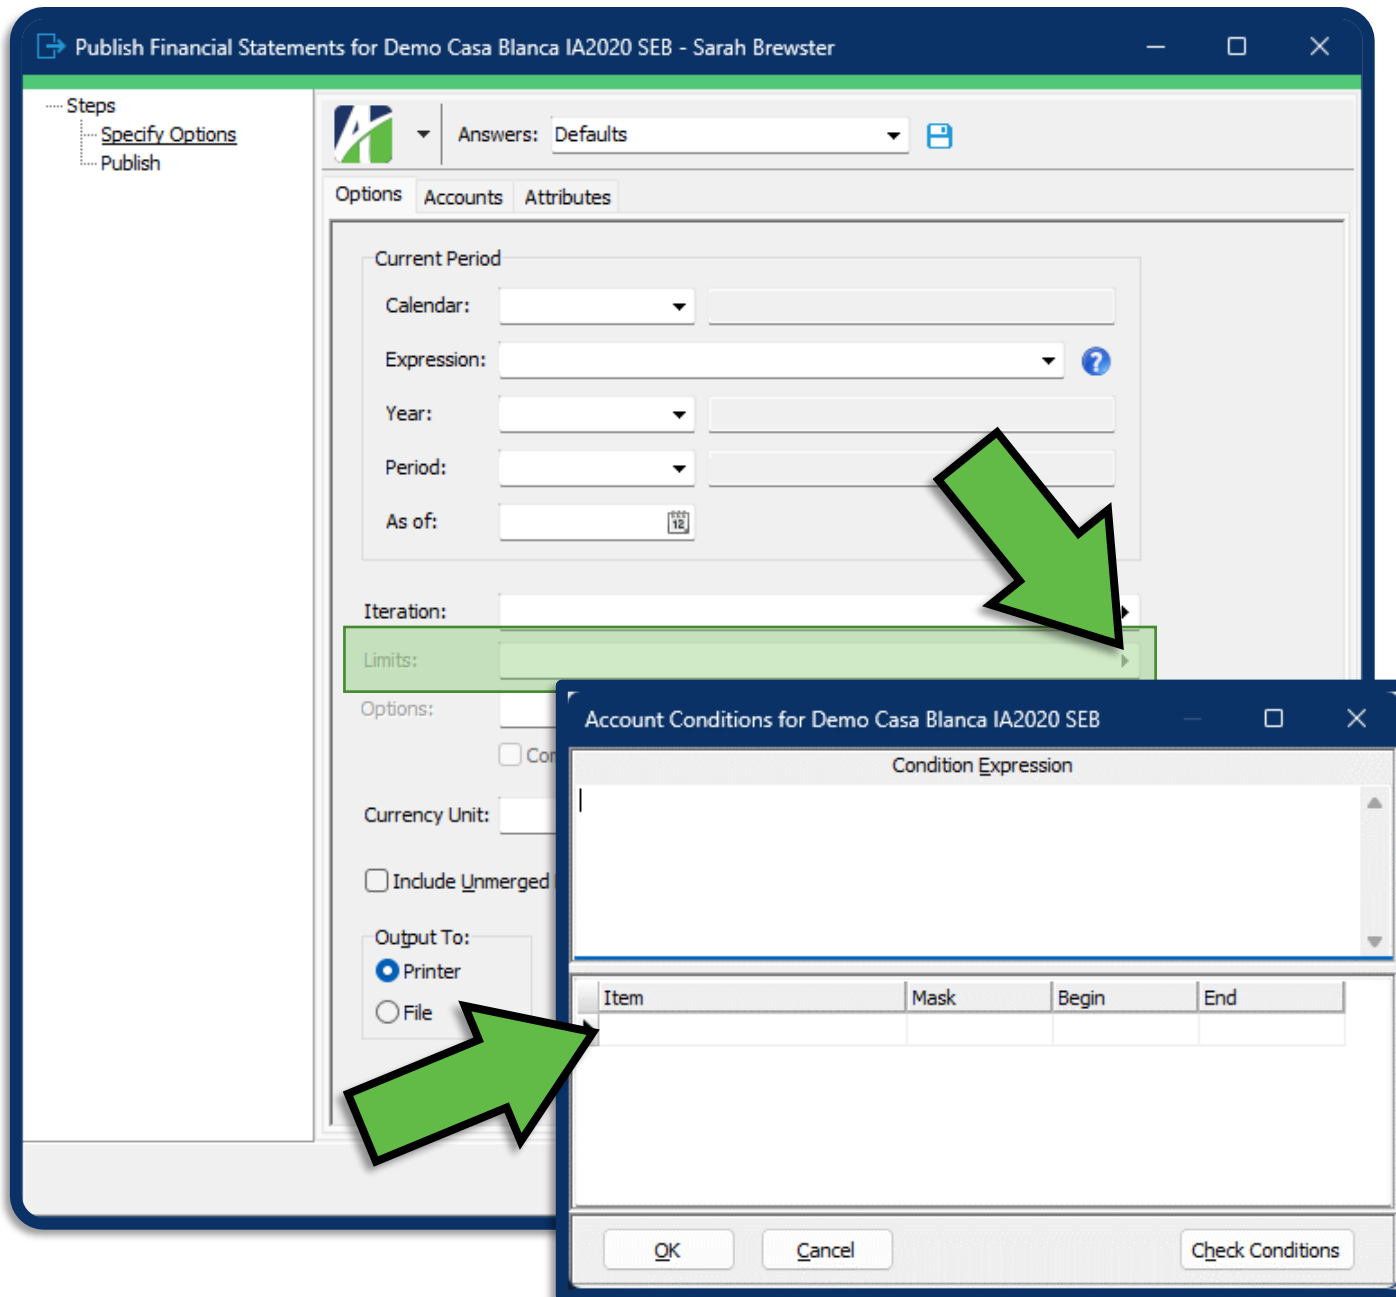 Publish Financial Statements for Demo Casa Blanca IA2020 SEB - Sarah Brewster
Steps
Specify Options
Publish
Answers: Defaults
Options Accounts Attributes
Current Period
Calendar:
Expression:
Year:
Period:
As of: 12
Iteration:
Limits:
Options:
Currency Unit:
Include Unmerged
Output To:
Printer
File
Account Conditions for Demo Casa Blanca IA2020 SEB
Condition Expression
Item Mask Begin End
OK Cancel Check Conditions